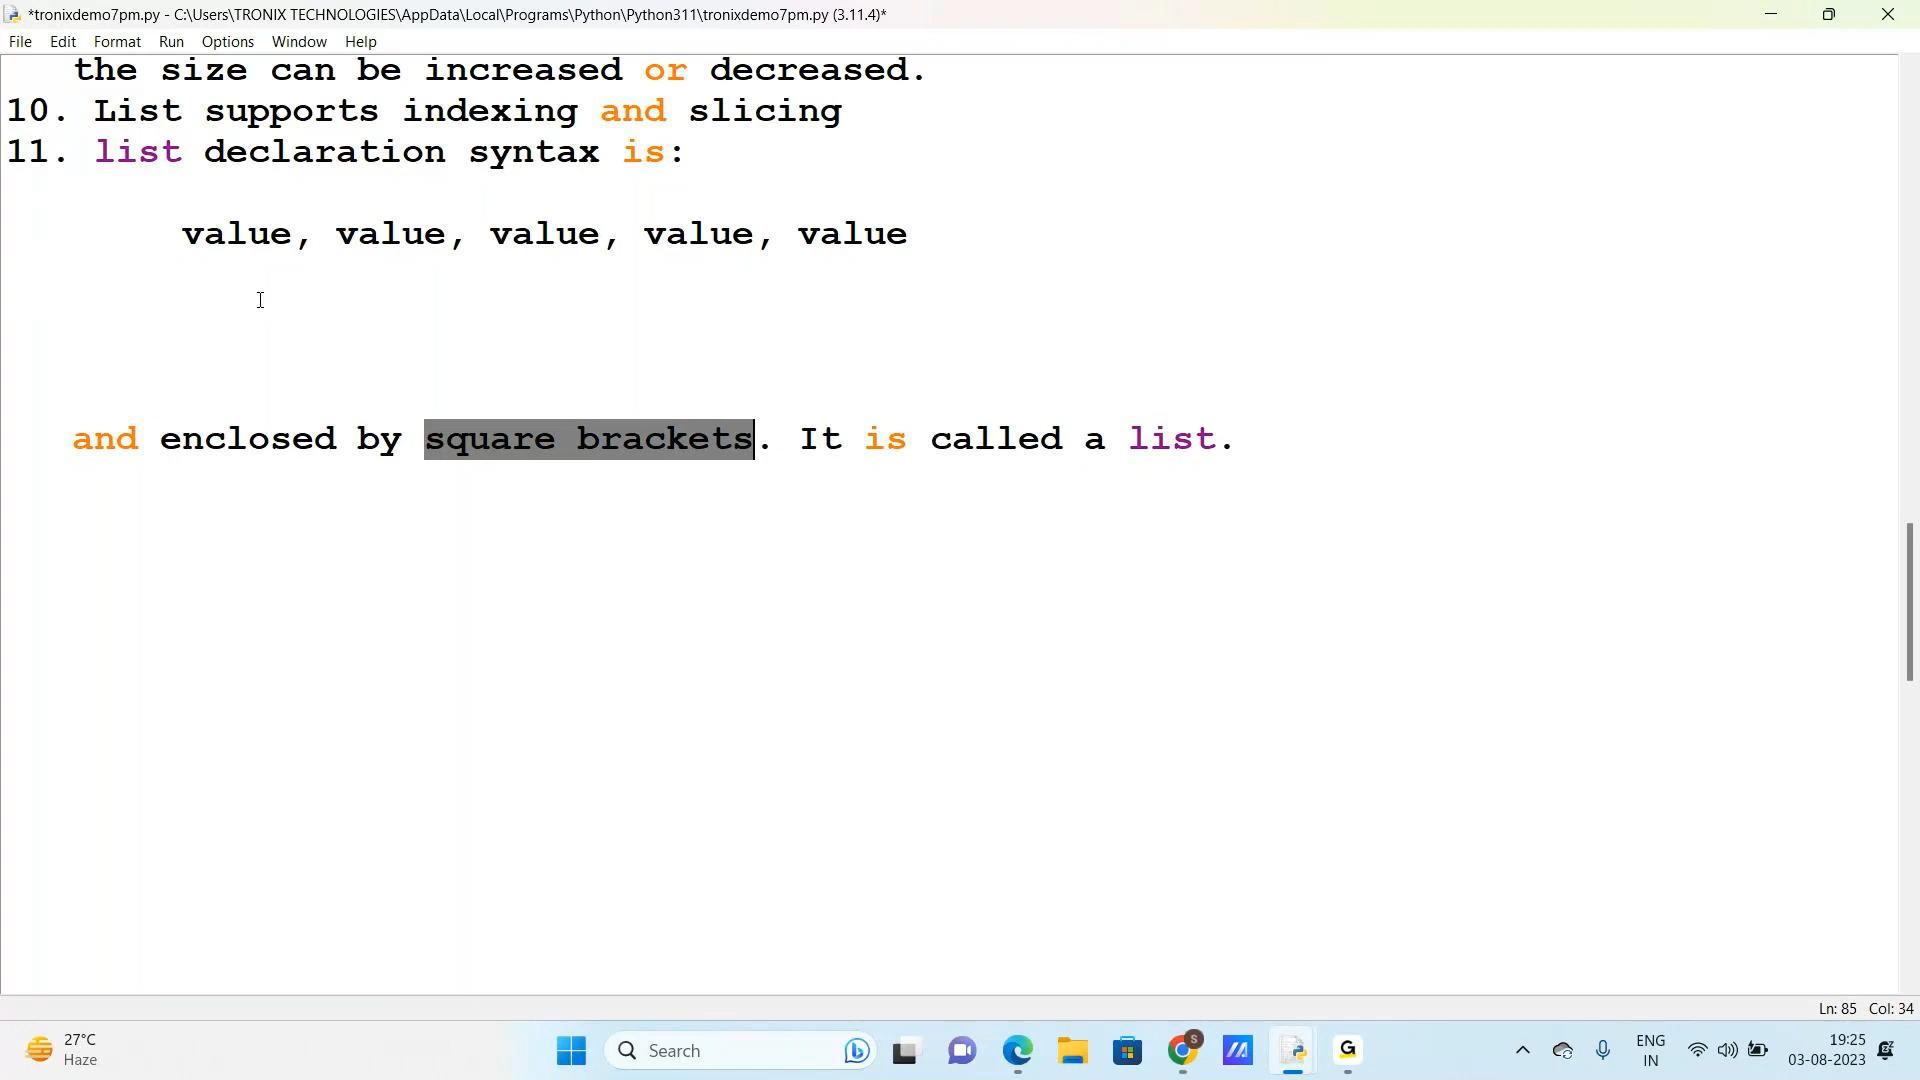 *tronixdemo7pm.py - C:\Users\TRONIX TECHNOLOGIES\AppData\Local\Programs\Python\Python311\tronixdemo7pm.py (3.11.4)*
File Edit Format Run Options Window Help
the size can be increased or decreased.
10. List supports indexing and slicing
11. list declaration syntax is:
value, value, value, value, value
and enclosed by square brackets. It is called a list.
Ln: 85 Col: 34
27°C
Haze
Search
S
G
ENG
IN
19:25
03-08-2023